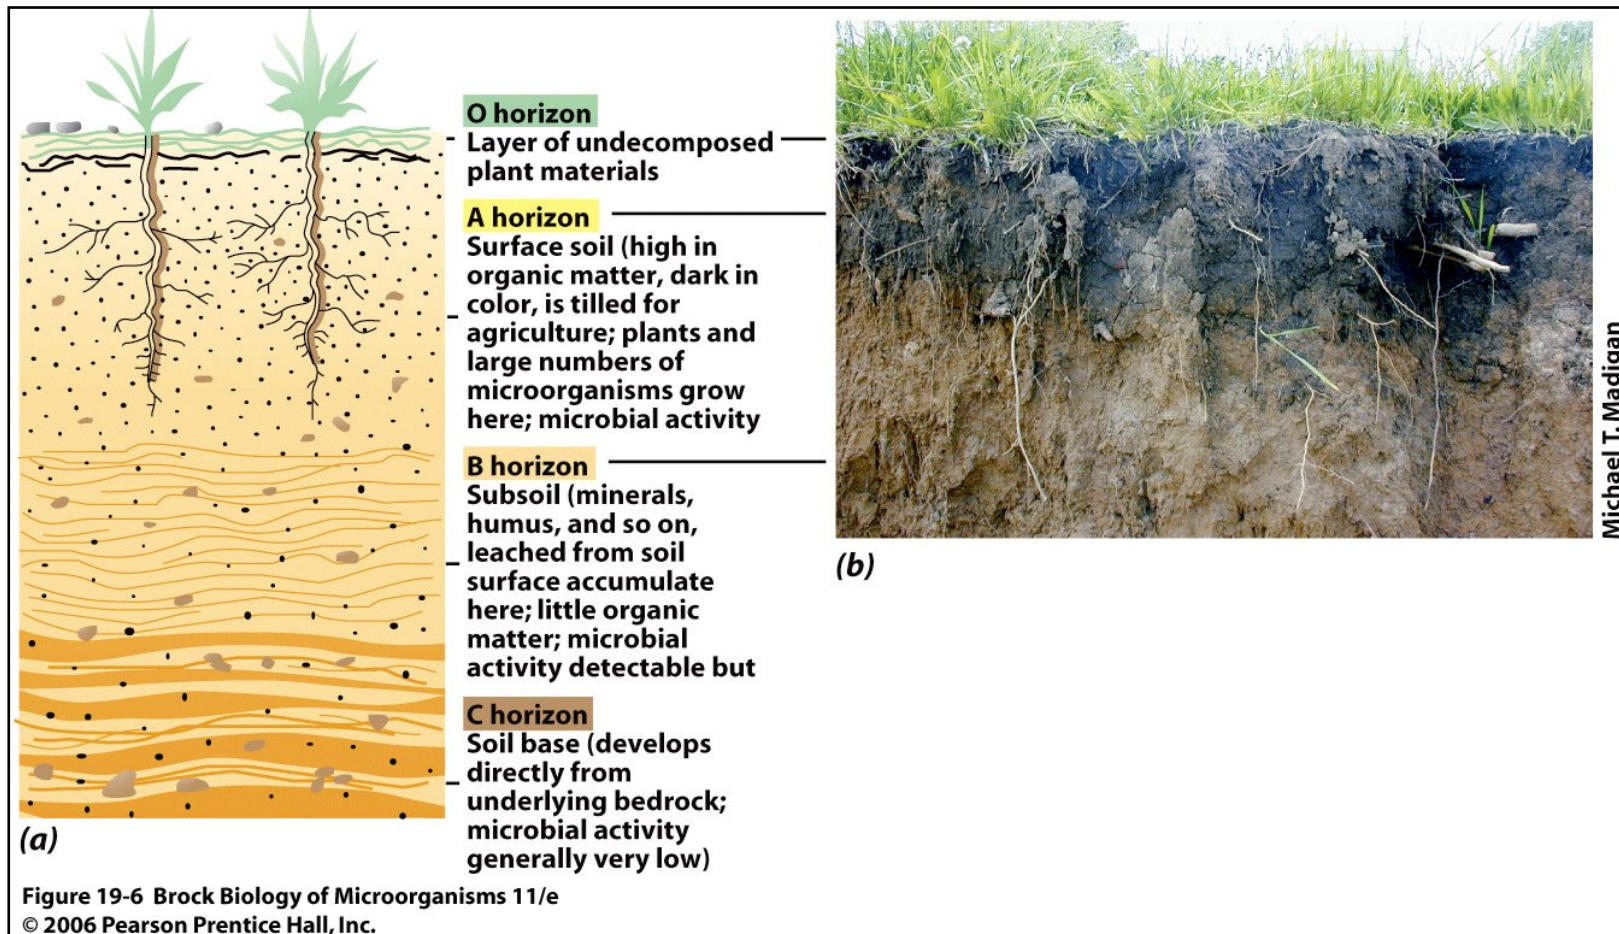 O horizon
Layer of undecomposed
plant materials
A horizon
Surface soil (high in
organic matter, dark in
color, is tilled for
agriculture; plants and
large numbers of
microorganisms grow
here; microbial activity
B horizon
Subsoil (minerals,
humus, and so on,
leached from soil
surface accumulate
here; little organic
matter; microbial
activity detectable but
C horizon
Soil base (develops
directly from
underlying bedrock;
microbial activity
generally very low)
(a)
(b)
Michael T. Madigan
Figure 19-6 Brock Biology of Microorganisms 11/e
© 2006 Pearson Prentice Hall, Inc.